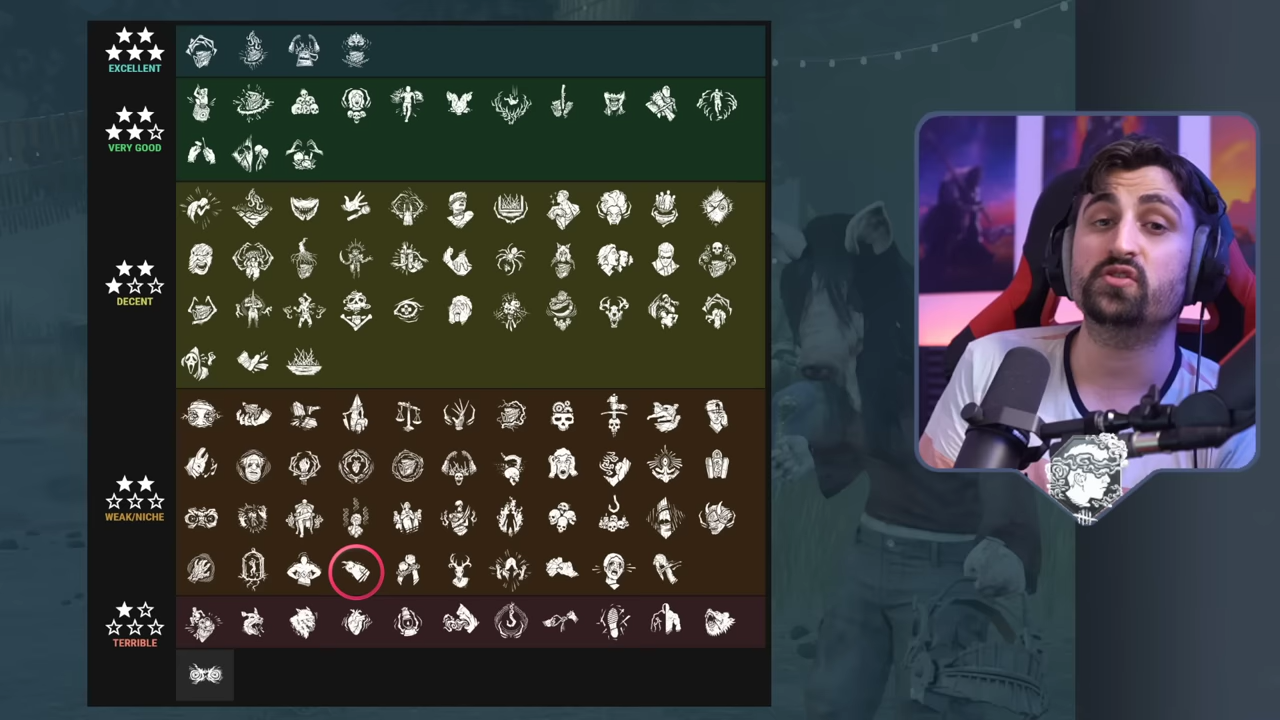 EXCELLENT
VERY GOOD
DECENT
WEAK/NICHE
TERRIBLE